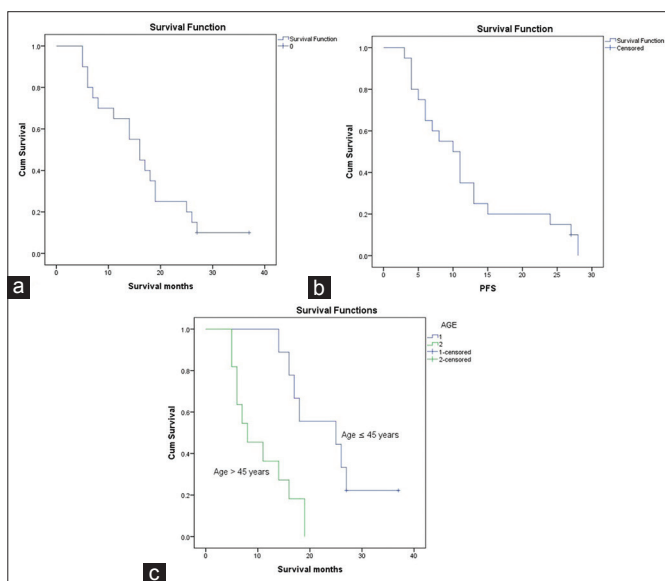 Survival Function
Survival Function
0
1.0
0.8
0.6
0.4
0.2
0.0
Cum Survival
0
10
20
30
40
Survival months
a
Survival Function
Survival Function
Censored
1.0
0.8
0.6
0.4
0.2
0.0
Cum Survival
0
5
10
15
20
25
30
PFS
b
Survival Functions
AGE
1
2
1-censored
2-censored
1.0
0.8
0.6
0.4
0.2
0.0
Cum Survival
Age ≤ 45 years
Age > 45 years
0
10
20
30
40
Survival months
c